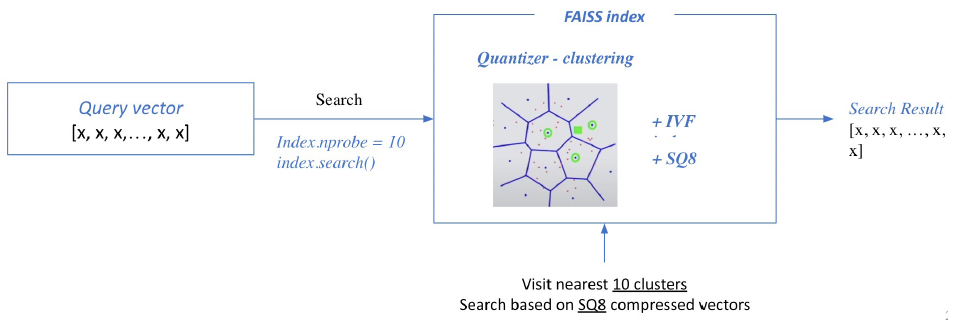 FAISS index
Quantizer - clustering
Query vector
[x, x, x,..., x, x]
Search
Index.nprobe = 10
index.search()
+ IVF
+ SQ8
Search Result
[x, x, x, ..., x,
x]
Visit nearest 10 clusters
Search based on SQ8 compressed vectors